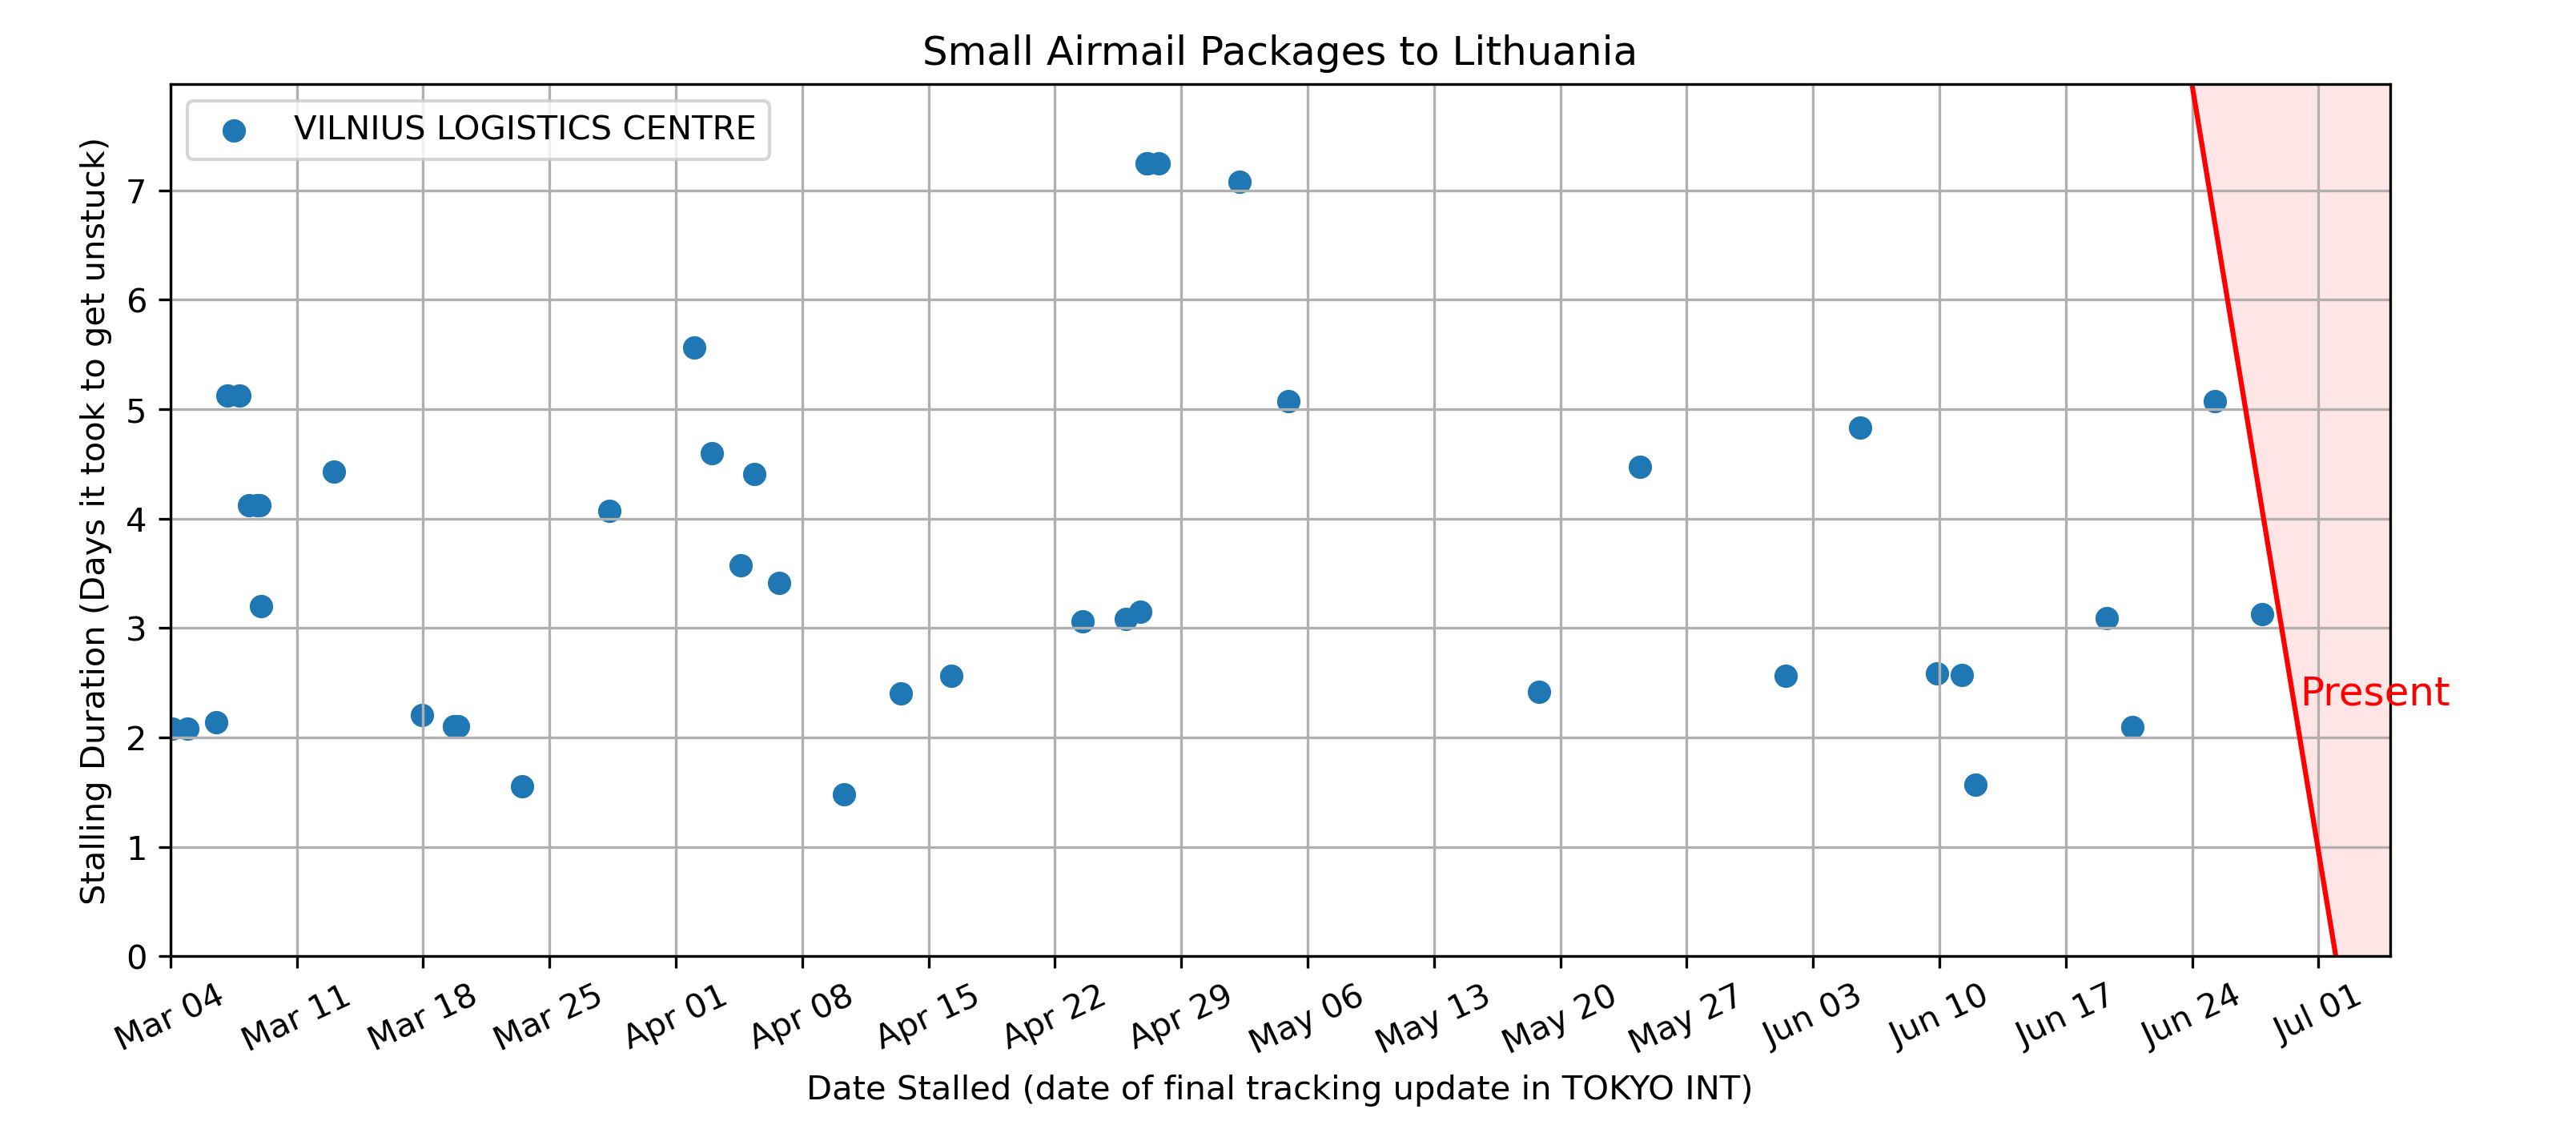 Small Airmail Packages to Lithuania
VILNIUS LOGISTICS CENTRE
Stalling Duration (Days it took to get unstuck)
7
6
5
4
3
2
1
0
Present
Mar 04
Mar 11
Mar 18
Mar 25
Apr 01
Apr 08
Apr 15
Apr 22
Apr 29
May 06
May 13
May 20
May 27
Jun 03
Jun 10
Jun 17
Jun 24
Jul 01
Date Stalled (date of final tracking update in TOKYO INT)